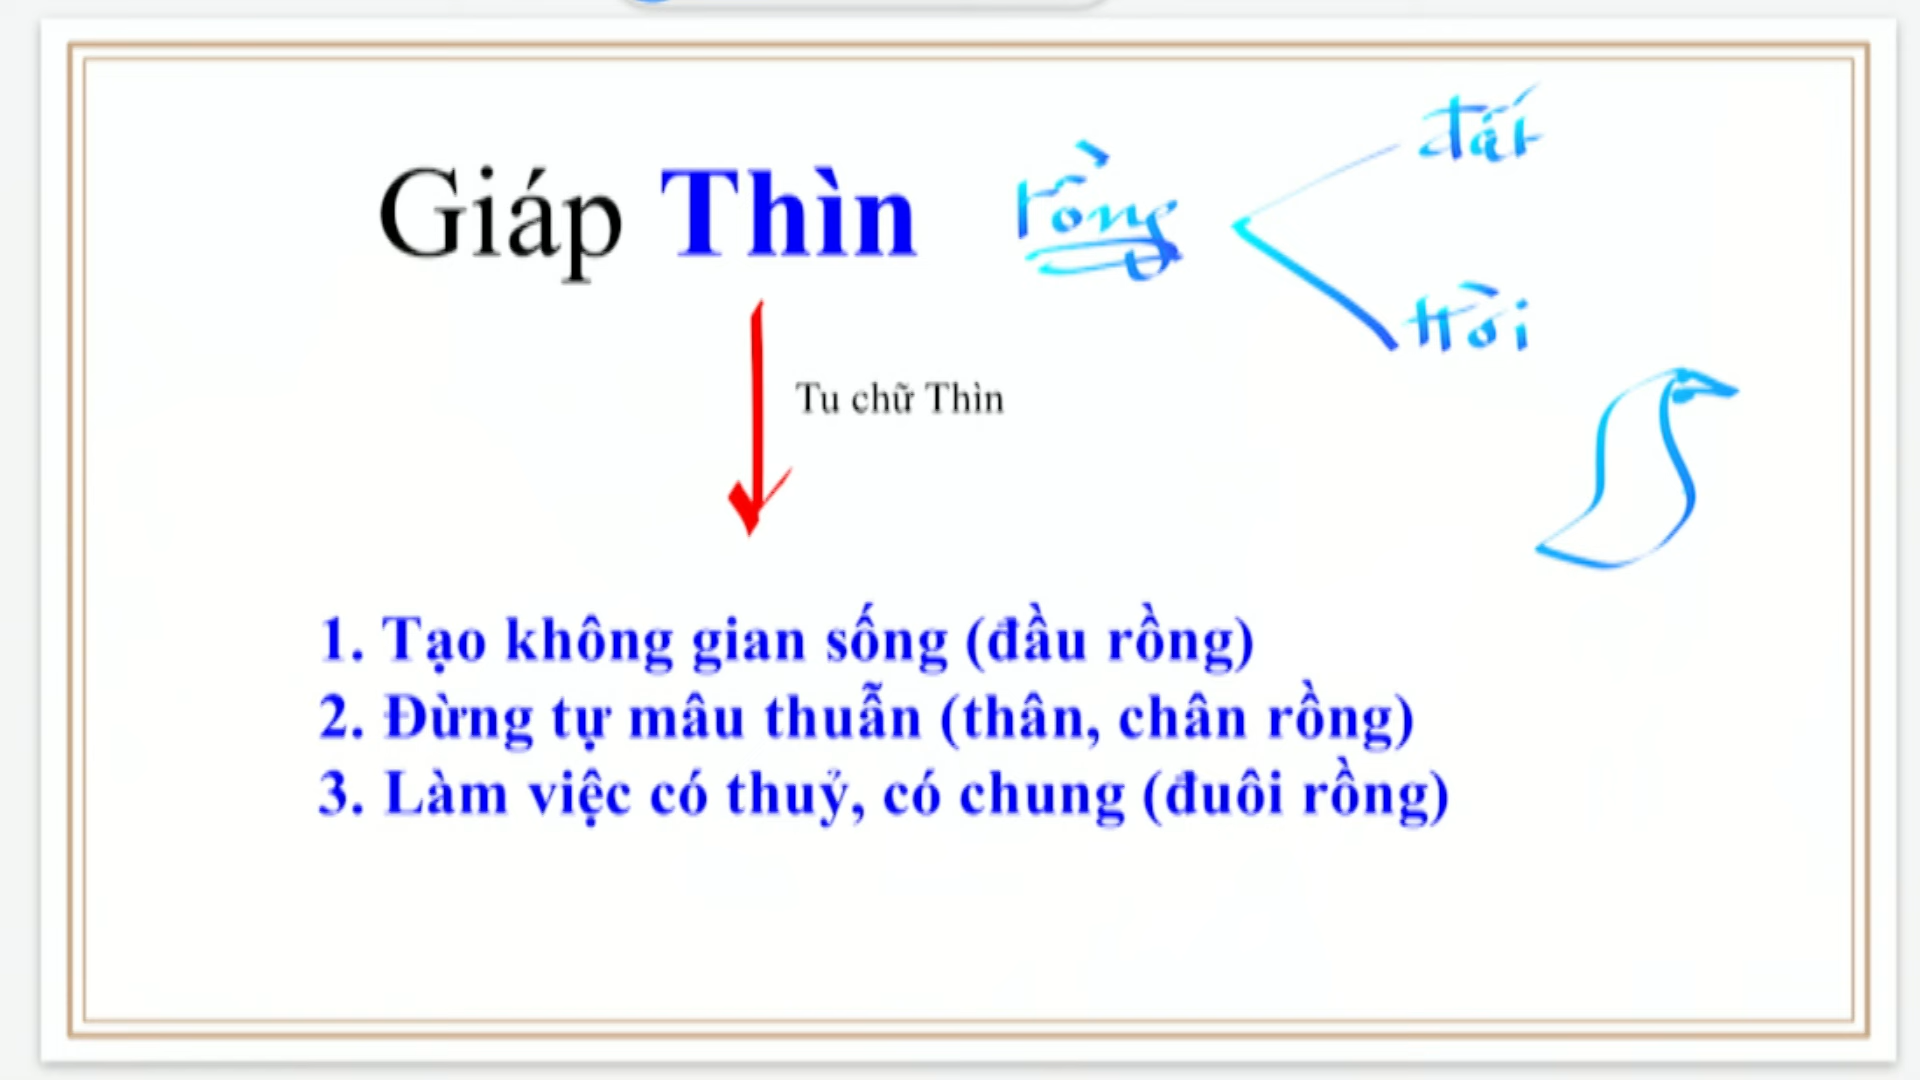 Giáp Thìn rồng
đất
trời
Tu chữ Thìn
1. Tạo không gian sống (đầu rồng)
2. Đừng tự mâu thuẫn (thân, chân rồng)
3. Làm việc có thuỷ, có chung (đuôi rồng)